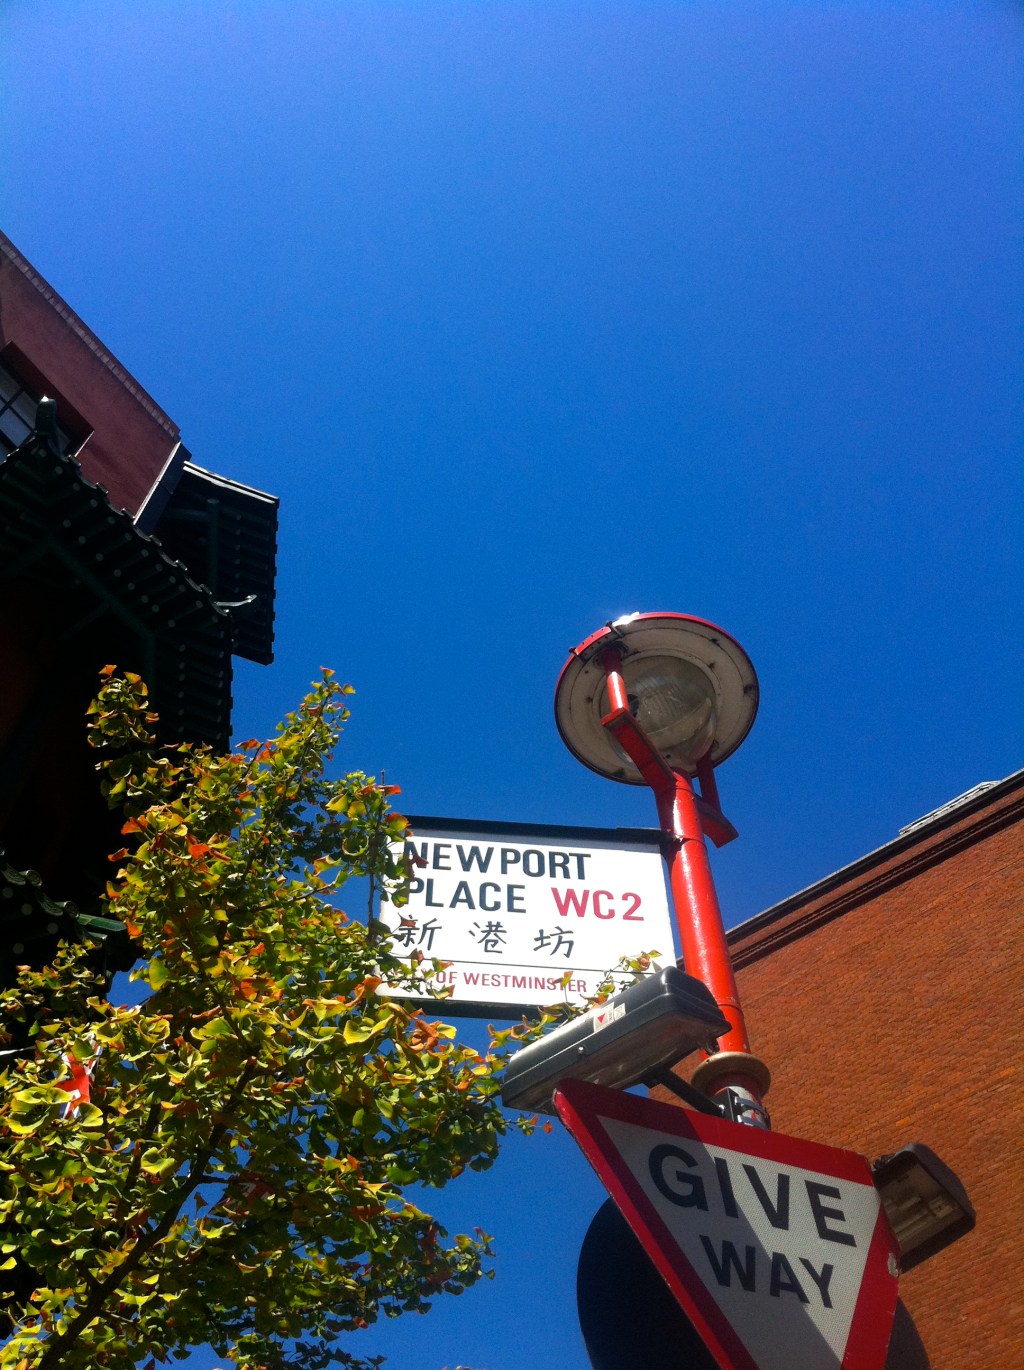 NEWPORT
PLACE WC2
新港坊
OF WESTMINSTER
GIVE
WAY